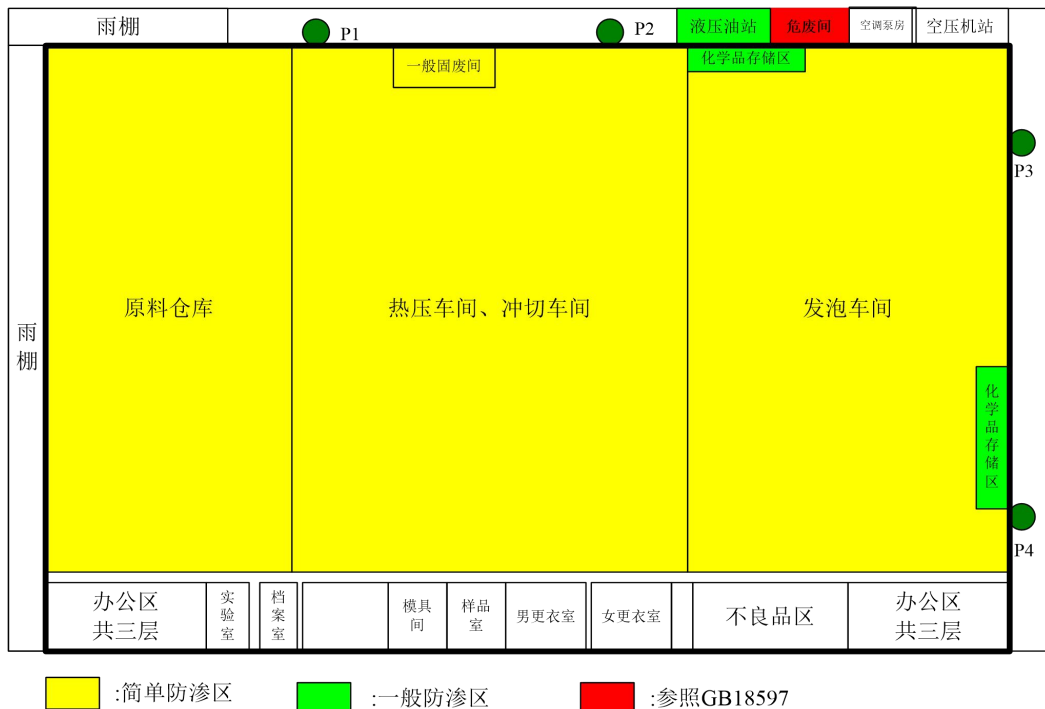 雨棚
P1
P2
液压油站
危废间
空调泵房
空压机站
一般固废间
化学品存储区
P3
原料仓库
热压车间、冲切车间
发泡车间
雨棚
化学品存储区
P4
办公区
共三层
实验室
档案室
模具间
样品室
男更衣室
女更衣室
不良品区
办公区
共三层
:简单防渗区
:一般防渗区
:参照GB18597